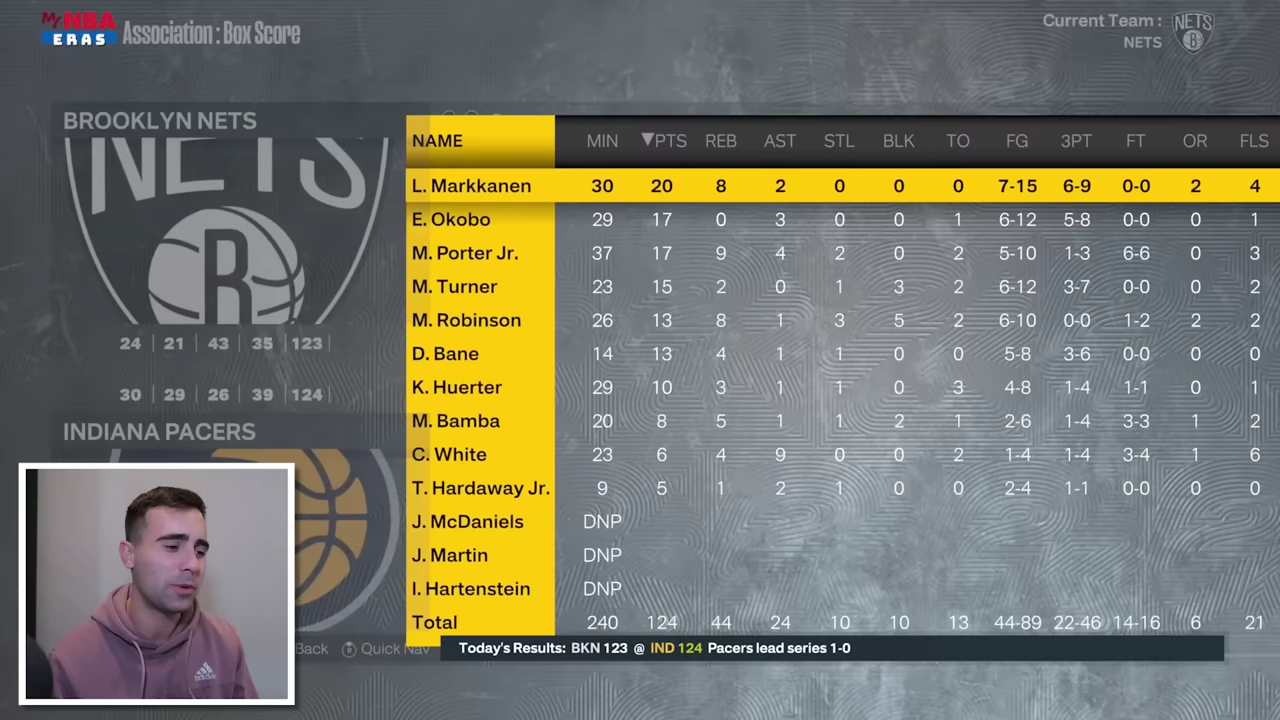 MyNBA ERAS Association : Box Score
Current Team : NETS
NETS B
BROOKLYN NETS
NETS
B
24 | 21 | 43 | 35 | 123 |
30 | 29 | 26 | 39 | 124 |
INDIANA PACERS
NAME MIN ▼PTS REB AST STL BLK TO FG 3PT FT OR FLS
L. Markkanen 30 20 8 2 0 0 0 7-15 6-9 0-0 2 4
E. Okobo 29 17 0 3 0 0 1 6-12 5-8 0-0 0 1
M. Porter Jr. 37 17 9 4 2 0 2 5-10 1-3 6-6 0 3
M. Turner 23 15 2 0 1 3 2 6-12 3-7 0-0 0 2
M. Robinson 26 13 8 1 3 5 2 6-10 0-0 1-2 2 2
D. Bane 14 13 4 1 1 0 0 5-8 3-6 0-0 0 0
K. Huerter 29 10 3 1 1 0 3 4-8 1-4 1-1 0 1
M. Bamba 20 8 5 1 1 2 1 2-6 1-4 3-3 1 2
C. White 23 6 4 9 0 0 2 1-4 1-4 3-4 1 6
T. Hardaway Jr. 9 5 1 2 1 0 0 2-4 1-1 0-0 0 0
J. McDaniels DNP
J. Martin DNP
I. Hartenstein DNP
Total 240 124 44 24 10 10 13 44-89 22-46 14-16 6 21
Back Quick Nav
Today's Results: BKN 123 @ IND 124 Pacers lead series 1-0
adidas